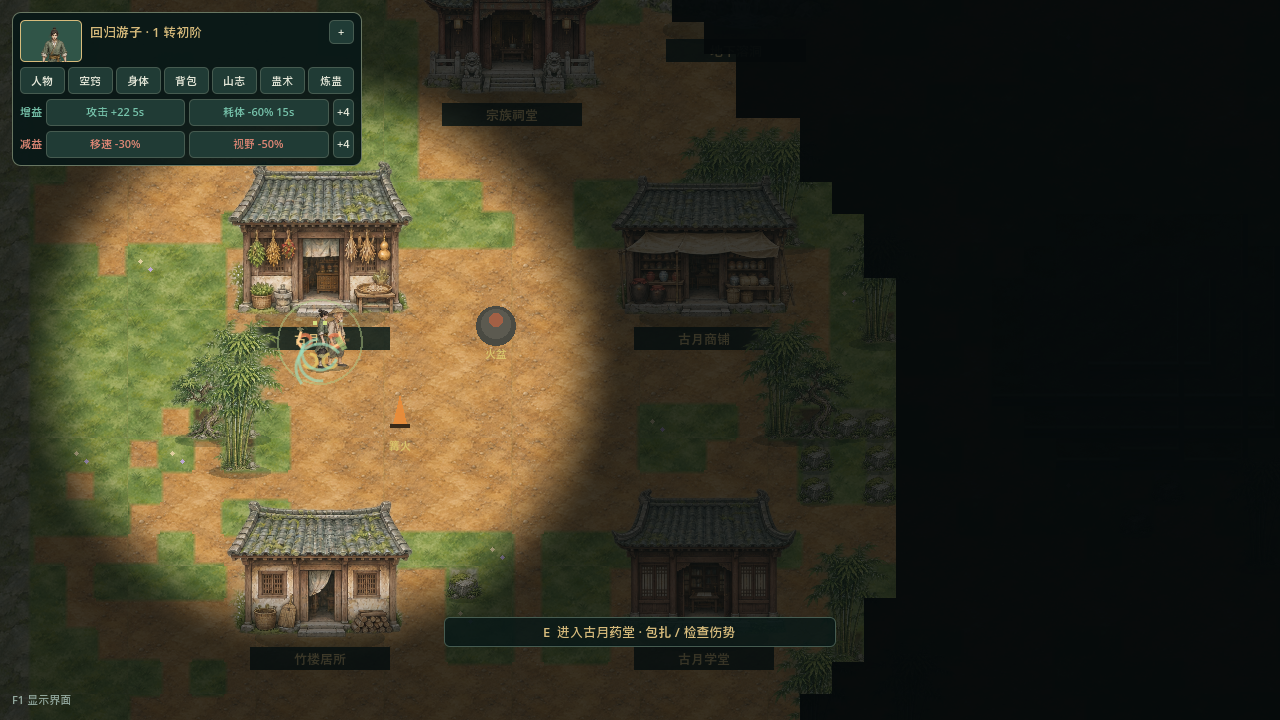 回归游子 · 1 转初阶
+
人物
空窍
身体
背包
山志
蛊术
炼蛊
增益
攻击 +22 5s
耗体 -60% 15s
+4
减益
移速 -30%
视野 -50%
+4
宗族祠堂
古月商铺
火盆
篝火
E 进入古月药堂 · 包扎 / 检查伤势
竹楼居所
古月学堂
F1 显示界面